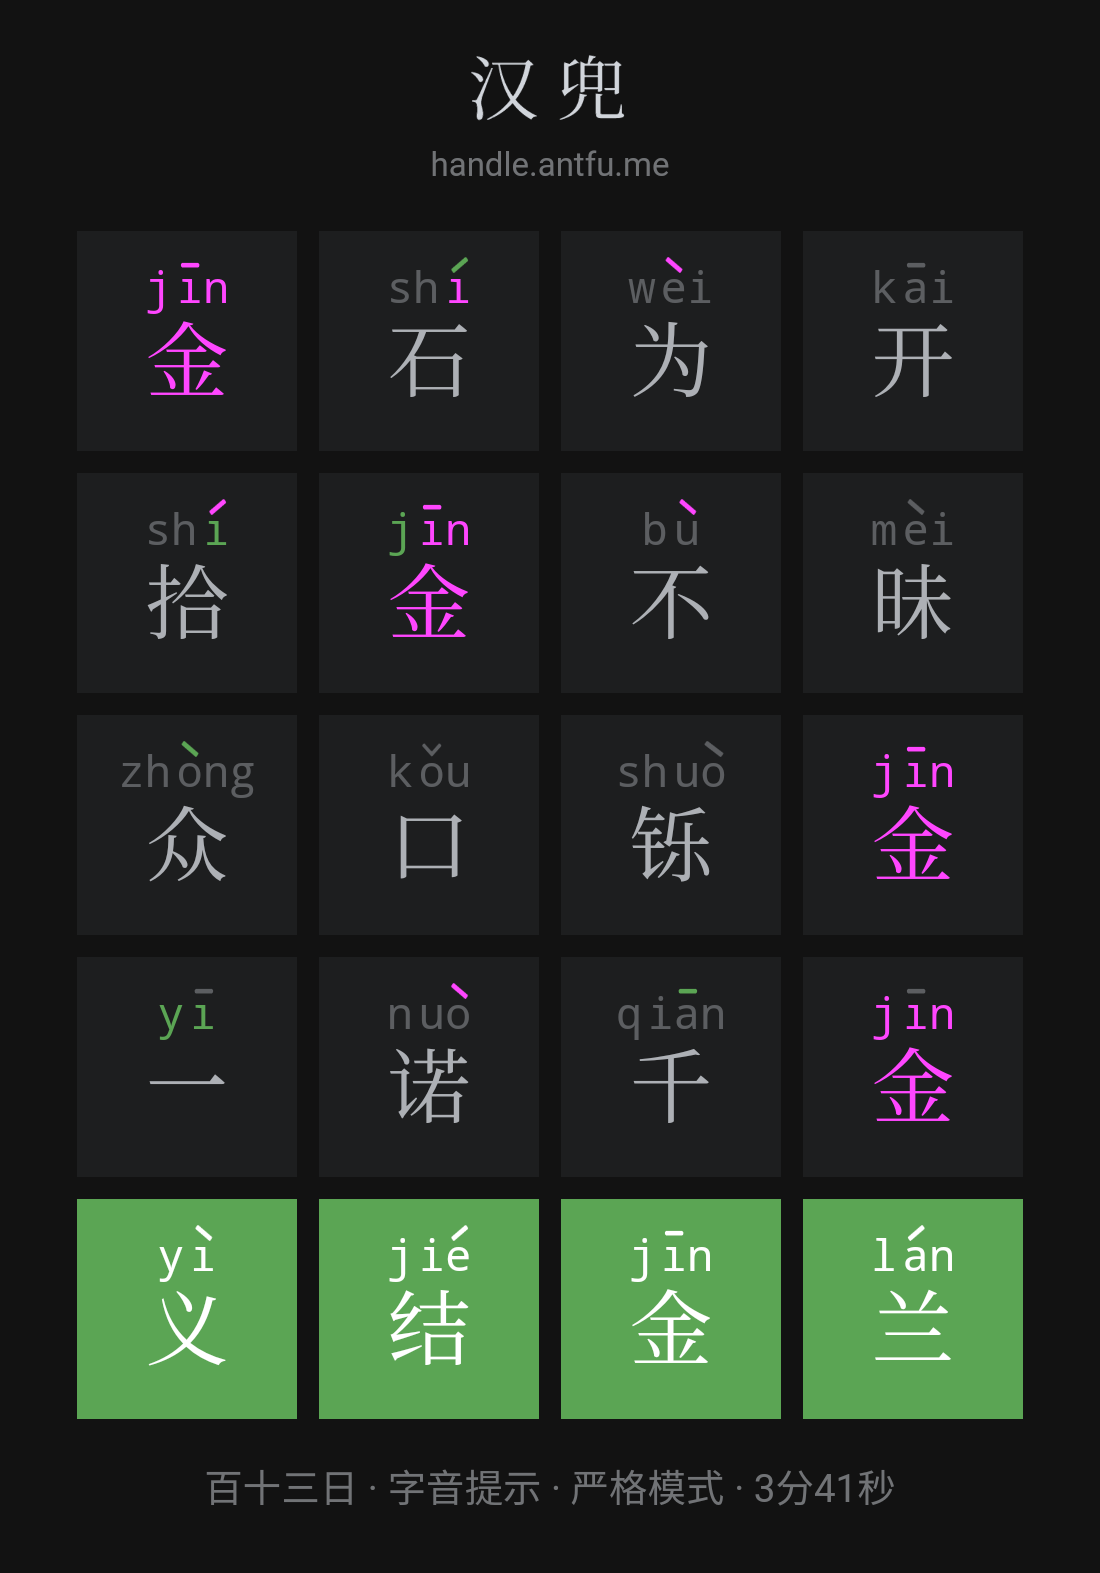 汉兜
handle.antfu.me
jīn shí wèi kāi
金 石 为 开
shí jīn bù mèi
拾 金 不 昧
zhòng kǒu shuò jīn
众 口 铄 金
yī nuò qiān jīn
一 诺 千 金
yì jié jīn lán
义 结 金 兰
百十三日 · 字音提示 · 严格模式 · 3分41秒